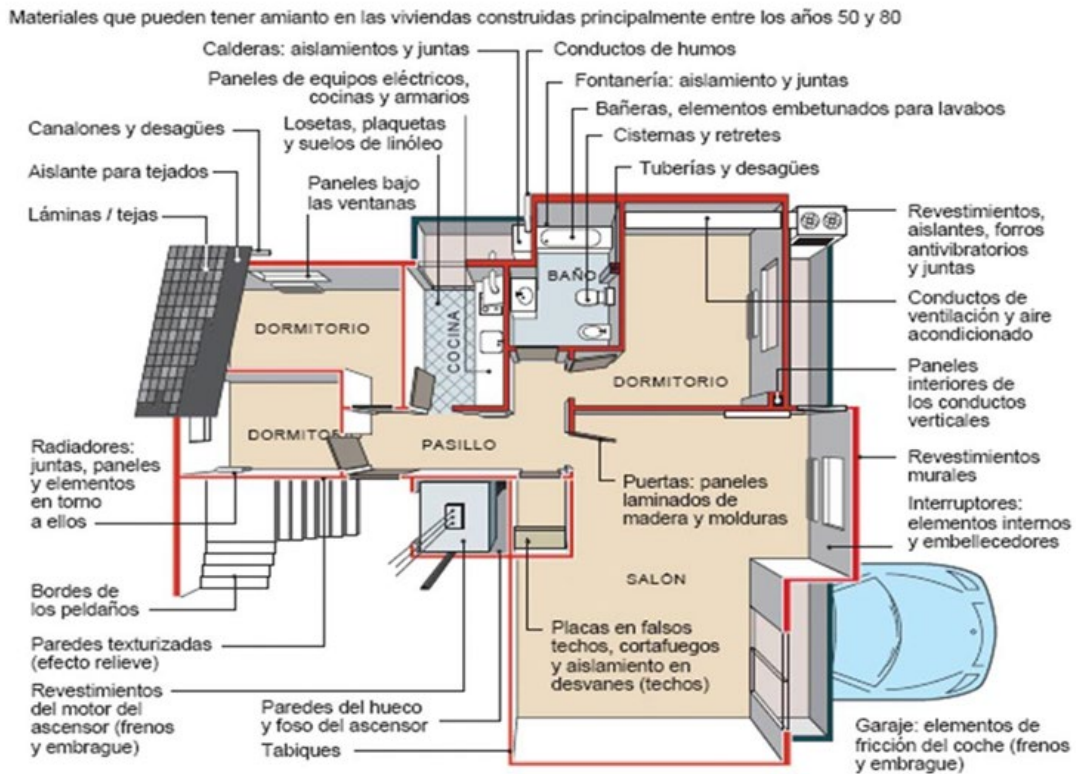 Materiales que pueden tener amianto en las viviendas construidas principalmente entre los años 50 y 80
Calderas: aislamientos y juntas
Conductos de humos
Paneles de equipos eléctricos,
cocinas y armarios
Fontanería: aislamiento y juntas
Bañeras, elementos embetunados para lavabos
Canalones y desagües
Losetas, plaquetas
y suelos de linóleo
Cisternas y retretes
Aislante para tejados
Tuberías y desagües
Paneles bajo
las ventanas
Láminas / tejas
Revestimientos,
aislantes, forros
antivibratorios
y juntas
BAÑO
Conductos de
ventilación y aire
acondicionado
DORMITORIO
COCINA
DORMITORIO
Paneles
interiores de
los conductos
verticales
DORMITORIO
PASILLO
Radiadores:
juntas, paneles
y elementos
en torno
a ellos
Revestimientos
murales
Puertas: paneles
laminados de
madera y molduras
Interruptores:
elementos internos
y embellecedores
SALÓN
Bordes de
los peldaños
Placas en falsos
techos, cortafuegos
y aislamiento en
desvanes (techos)
Paredes texturizadas
(efecto relieve)
Revestimientos
del motor del
ascensor (frenos
y embrague)
Paredes del hueco
y foso del ascensor
Tabiques
Garaje: elementos de
fricción del coche (frenos
y embrague)